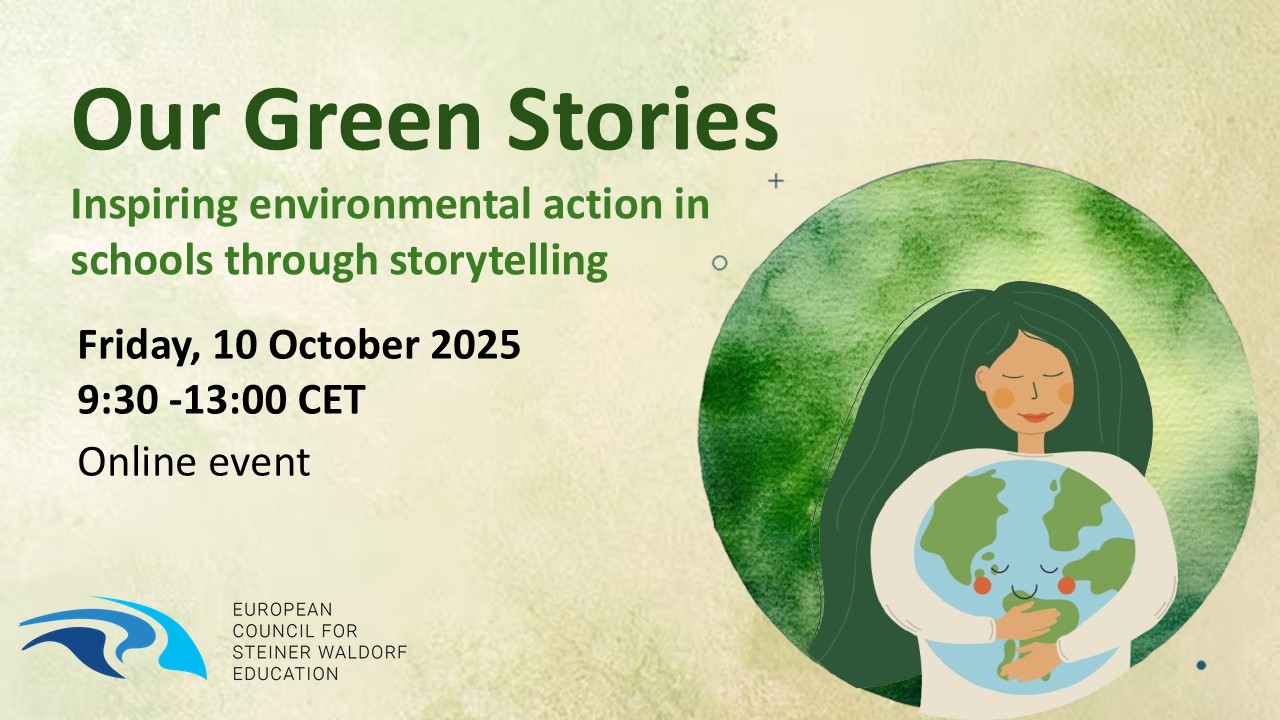 Our Green Stories
Inspiring environmental action in
schools through storytelling
Friday, 10 October 2025
9:30 -13:00 CET
Online event
EUROPEAN
COUNCIL FOR
STEINER WALDORF
EDUCATION